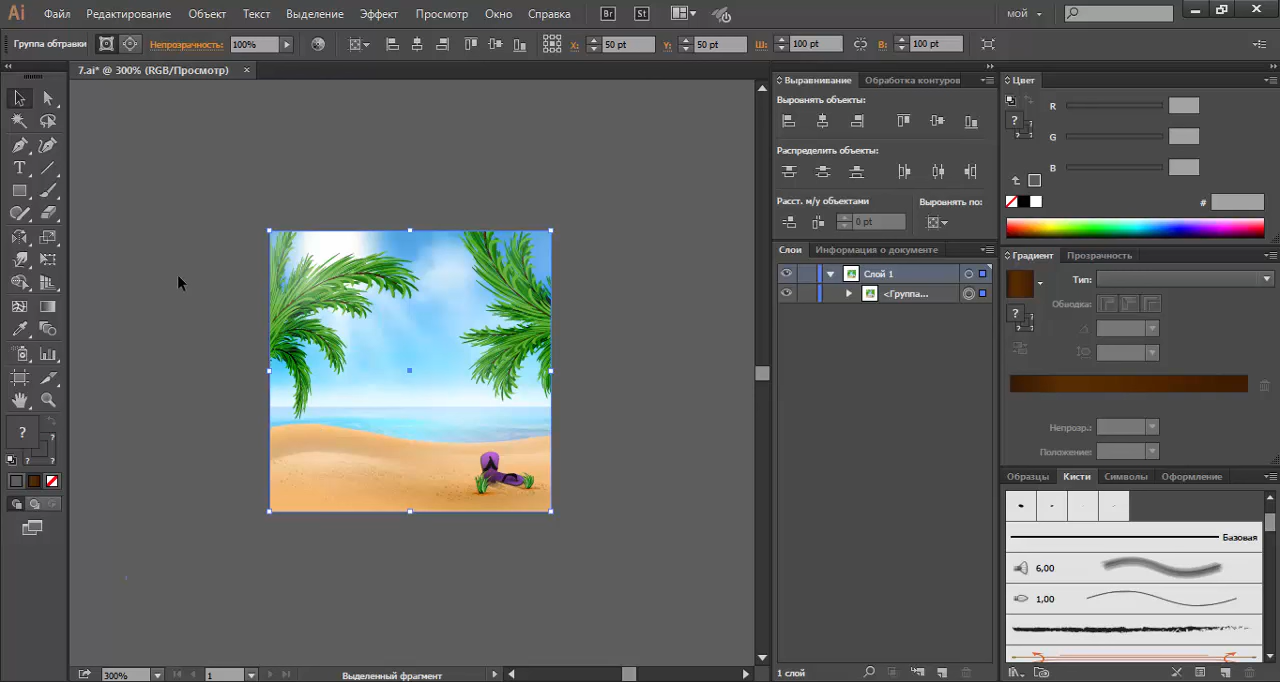 Ai Файл Редактирование Объект Текст Выделение Эффект Просмотр Окно Справка Br St мой
Группа обтравки Непрозрачность: 100% X: 50 pt Y: 50 pt Ш: 100 pt В: 100 pt
7.ai* @ 300% (RGB/Просмотр) ×
Выравнивание Обработка контуров
Выровнять объекты:
Распределить объекты:
Расст. м/у объектами Выровнять по:
0 pt
Слои Информация о документе
Слой 1
<Группа...
1 слой
Цвет
R
G
B
#
Градиент Прозрачность
Тип:
Обводка:
Непрозр.:
Положение:
Образцы Кисти Символы Оформление
Базовая
6,00
1,00
300% 1 Выделенный фрагмент